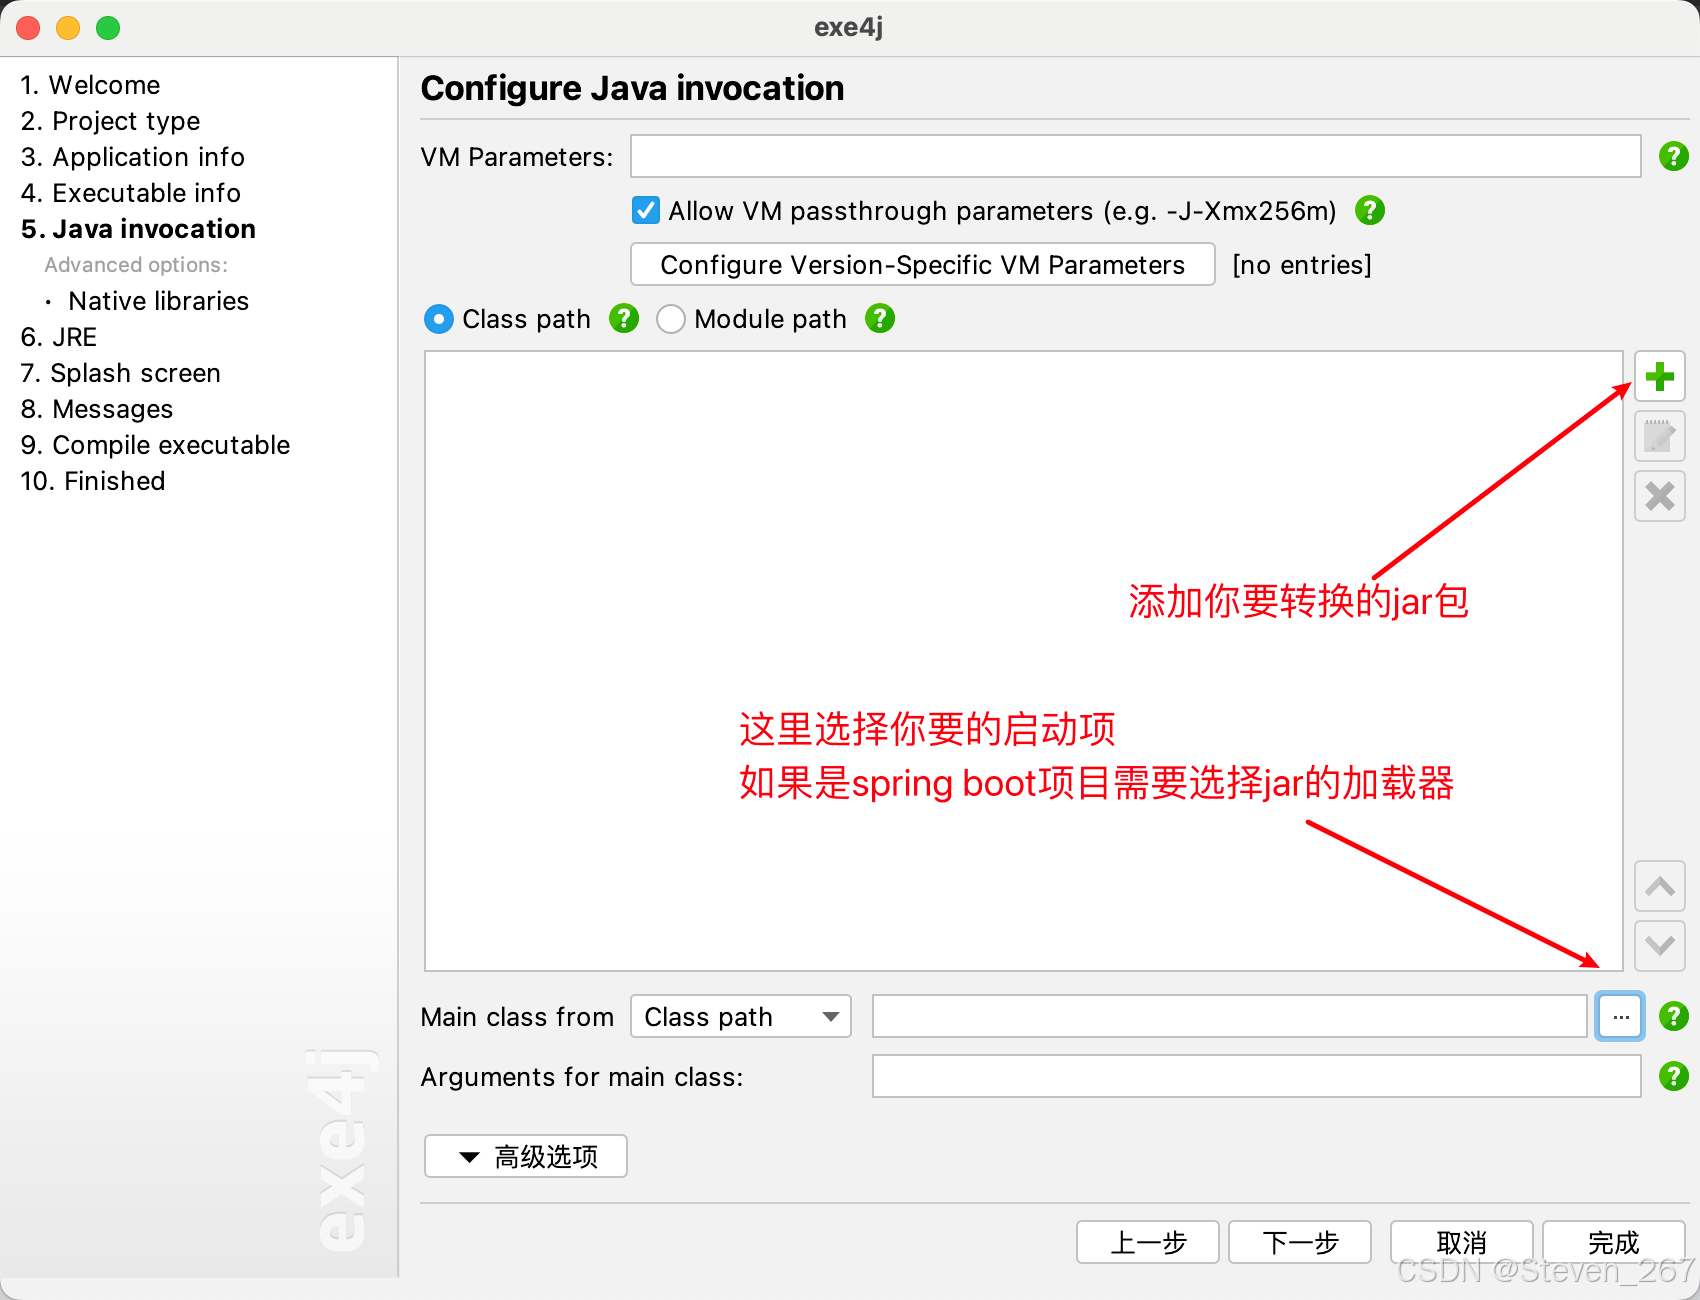 exe4j
1. Welcome
2. Project type
3. Application info
4. Executable info
5. Java invocation
Advanced options:
· Native libraries
6. JRE
7. Splash screen
8. Messages
9. Compile executable
10. Finished
exe4j
Configure Java invocation
VM Parameters:
Allow VM passthrough parameters (e.g. -J-Xmx256m)
Configure Version-Specific VM Parameters [no entries]
Class path Module path
添加你要转换的jar包
这里选择你要的启动项
如果是spring boot项目需要选择jar的加载器
Main class from Class path ...
Arguments for main class:
高级选项
上一步 下一步 取消 完成
CSDN @Steven_267